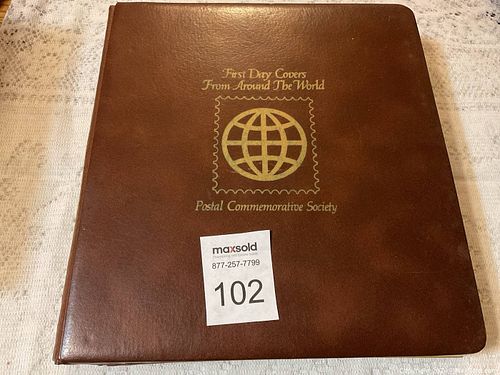 First Day Covers
From Around The World
Postal Commemorative Society
maxsold
877-257-7799
102